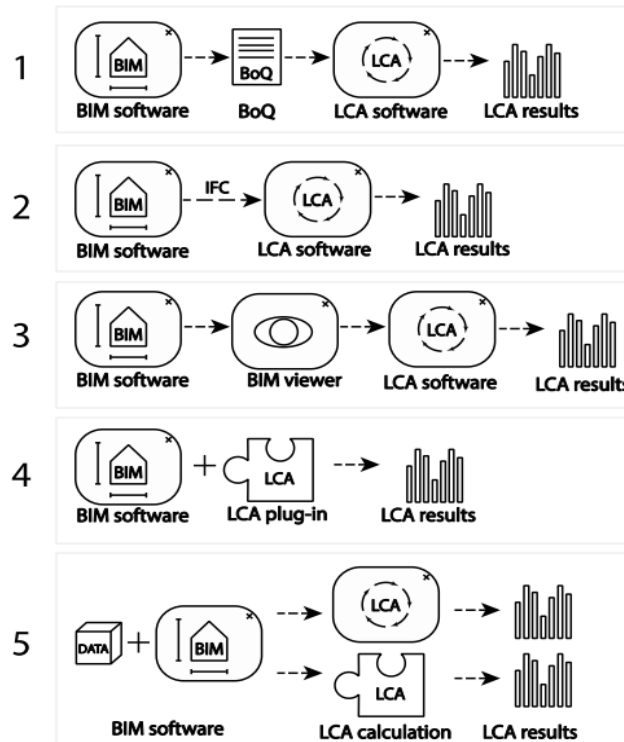 1
BIM
BoQ
LCA
BIM software
BoQ
LCA software
LCA results
2
BIM
IFC
LCA
BIM software
LCA software
LCA results
3
BIM
LCA
BIM software
BIM viewer
LCA software
LCA results
4
BIM
+
LCA
BIM software
LCA plug-in
LCA results
5
DATA
+
BIM
LCA
LCA
BIM software
LCA calculation
LCA results